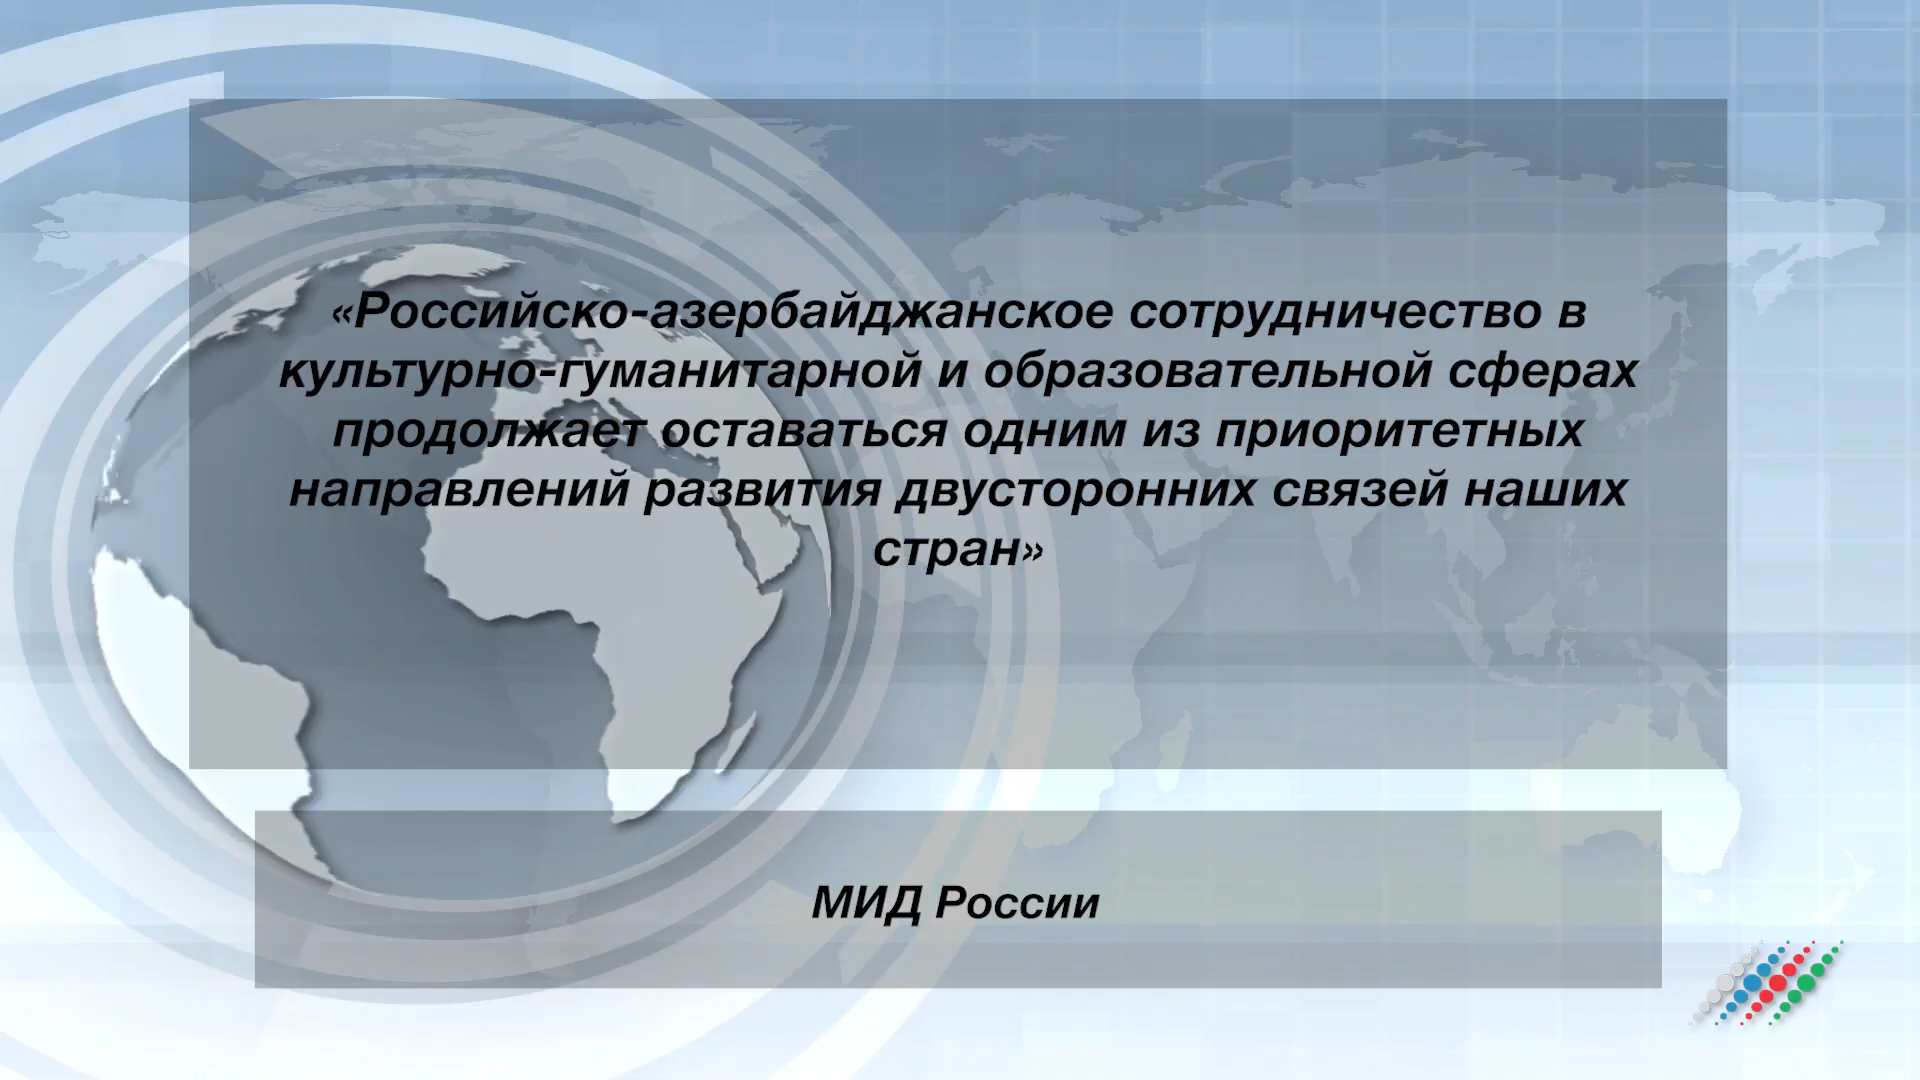 «Российско-азербайджанское сотрудничество в
культурно-гуманитарной и образовательной сферах
продолжает оставаться одним из приоритетных
направлений развития двусторонних связей наших
стран»
МИД России